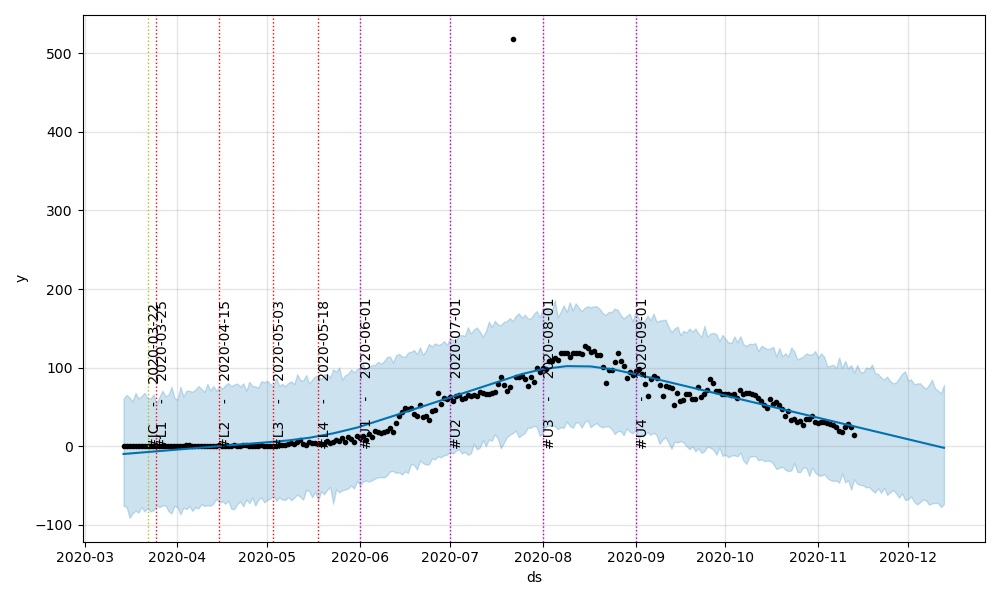 500
400
300
200
100
0
−100
y
#JC - 2020-03-22
#L1 - 2020-03-25
#L2 - 2020-04-15
#L3 - 2020-05-03
#L4 - 2020-05-18
#U1 - 2020-06-01
#U2 - 2020-07-01
#U3 - 2020-08-01
#U4 - 2020-09-01
2020-03 2020-04 2020-05 2020-06 2020-07 2020-08 2020-09 2020-10 2020-11 2020-12
ds